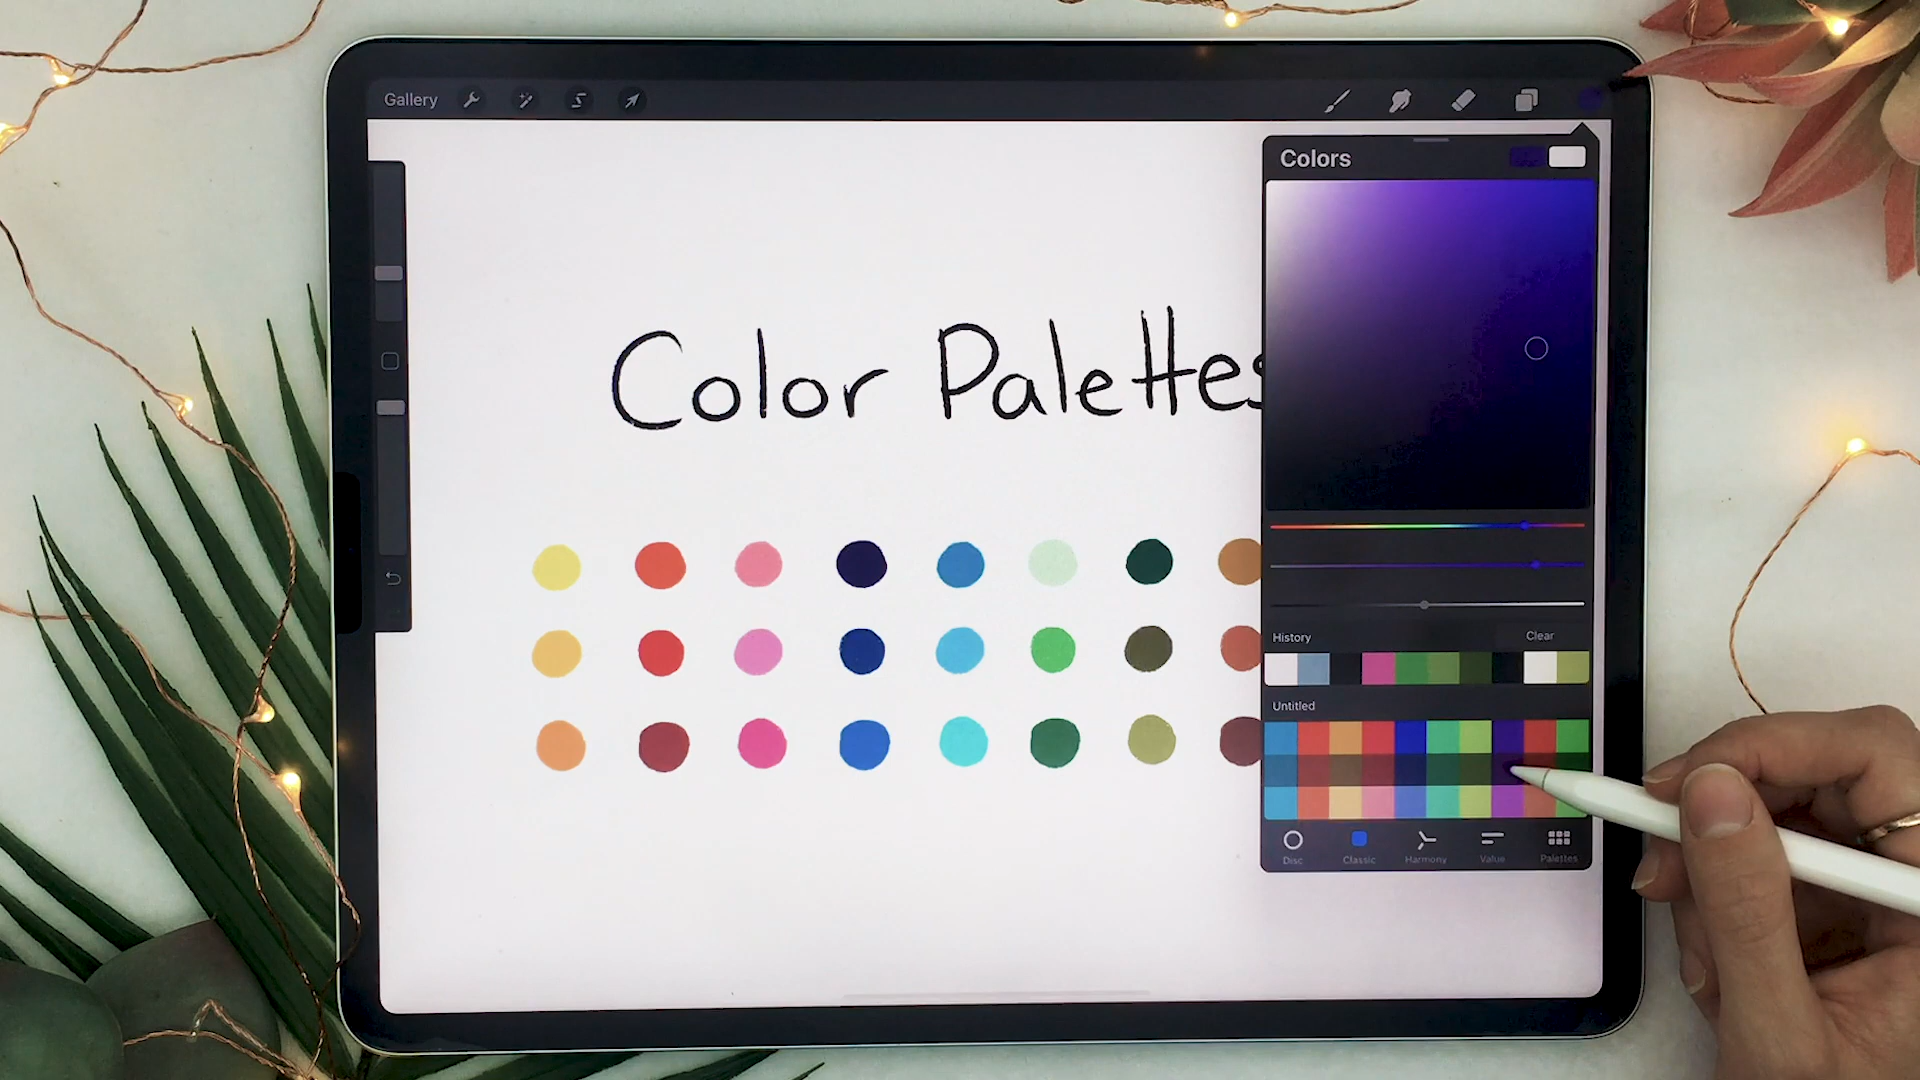 Gallery
Colors
Color Palettes
History Clear
Untitled
Disc Classic Harmony Value Palettes